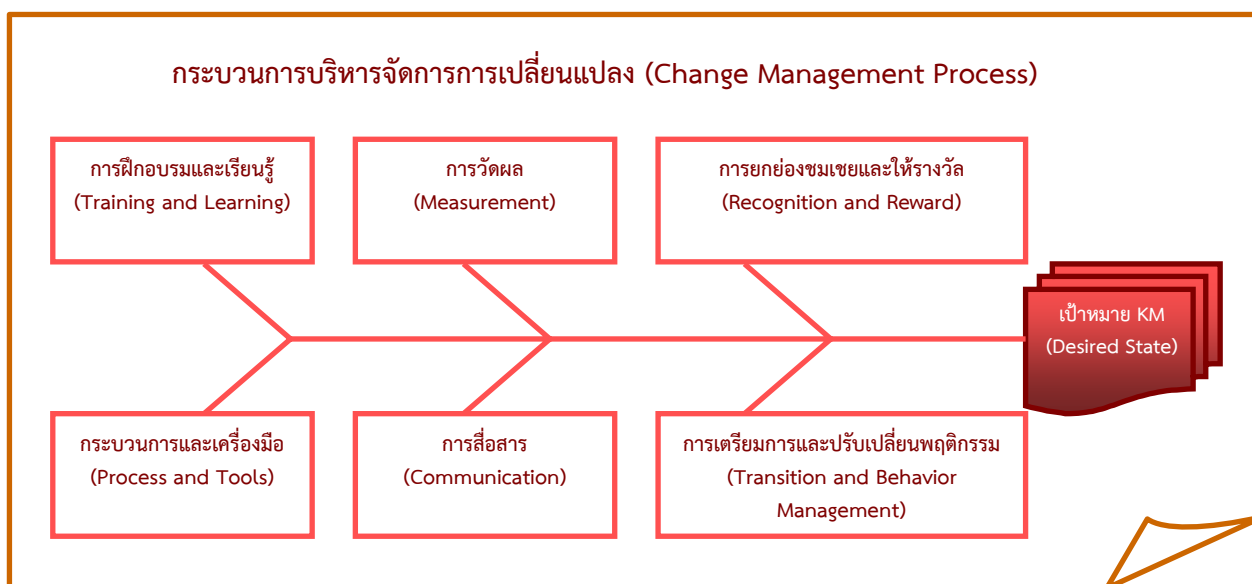 กระบวนการบริหารจัดการการเปลี่ยนแปลง (Change Management Process)
การฝึกอบรมและเรียนรู้
(Training and Learning)
การวัดผล
(Measurement)
การยกย่องชมเชยและให้รางวัล
(Recognition and Reward)
เป้าหมาย KM
(Desired State)
กระบวนการและเครื่องมือ
(Process and Tools)
การสื่อสาร
(Communication)
การเตรียมการและปรับเปลี่ยนพฤติกรรม
(Transition and Behavior
Management)